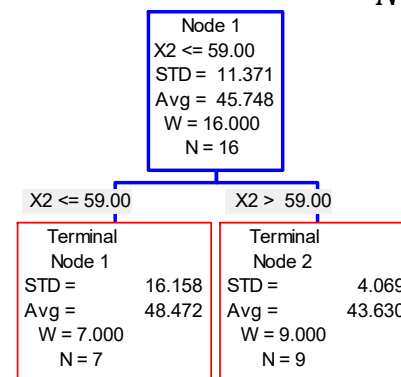 Node 1
X2 <= 59.00
STD = 11.371
Avg = 45.748
W = 16.000
N = 16
X2 <= 59.00
X2 > 59.00
Terminal
Node 1
STD = 16.158
Avg = 48.472
W = 7.000
N = 7
Terminal
Node 2
STD = 4.069
Avg = 43.630
W = 9.000
N = 9